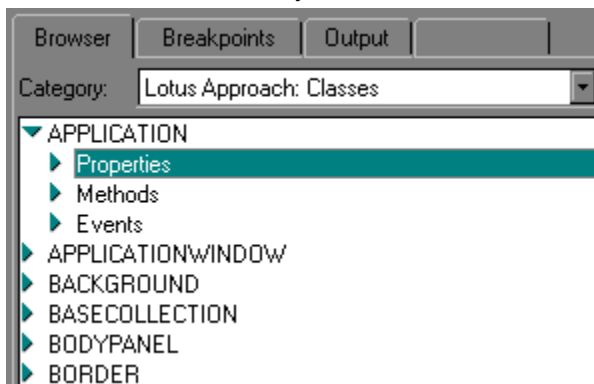 Browser Breakpoints Output
Category: Lotus Approach: Classes
APPLICATION
Properties
Methods
Events
APPLICATIONWINDOW
BACKGROUND
BASECOLLECTION
BODYPANEL
BORDER